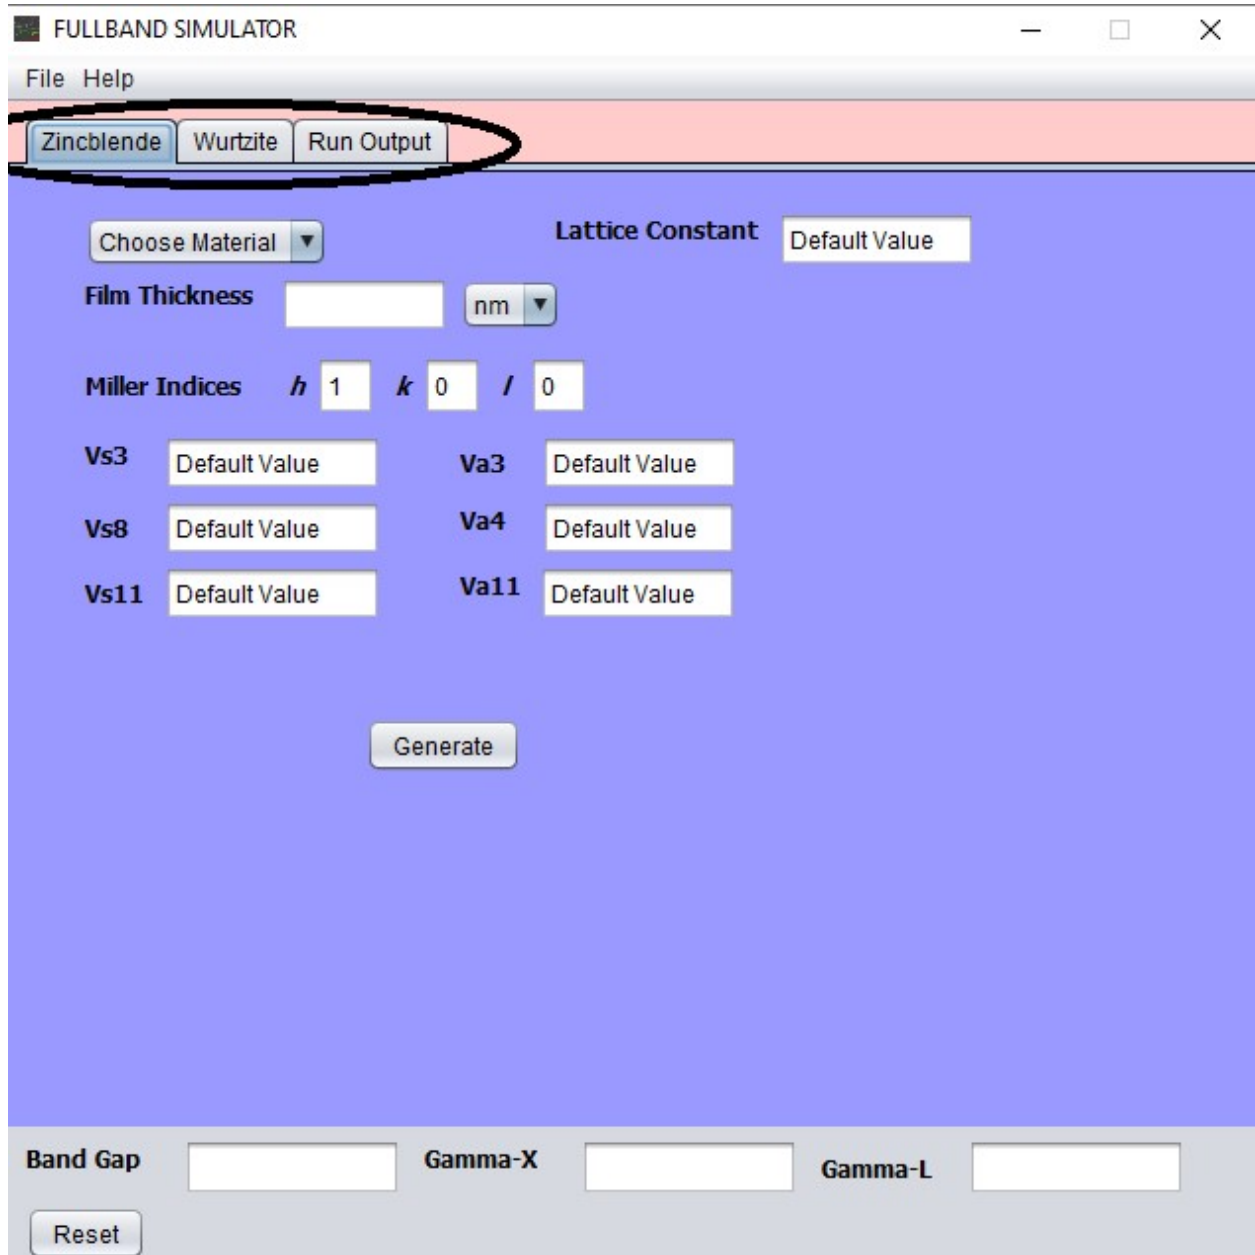 FULLBAND SIMULATOR
File Help
Zincblende Wurtzite Run Output
Choose Material Lattice Constant Default Value
Film Thickness nm
Miller Indices h 1 k 0 l 0
Vs3 Default Value Va3 Default Value
Vs8 Default Value Va4 Default Value
Vs11 Default Value Va11 Default Value
Generate
Band Gap Gamma-X Gamma-L
Reset